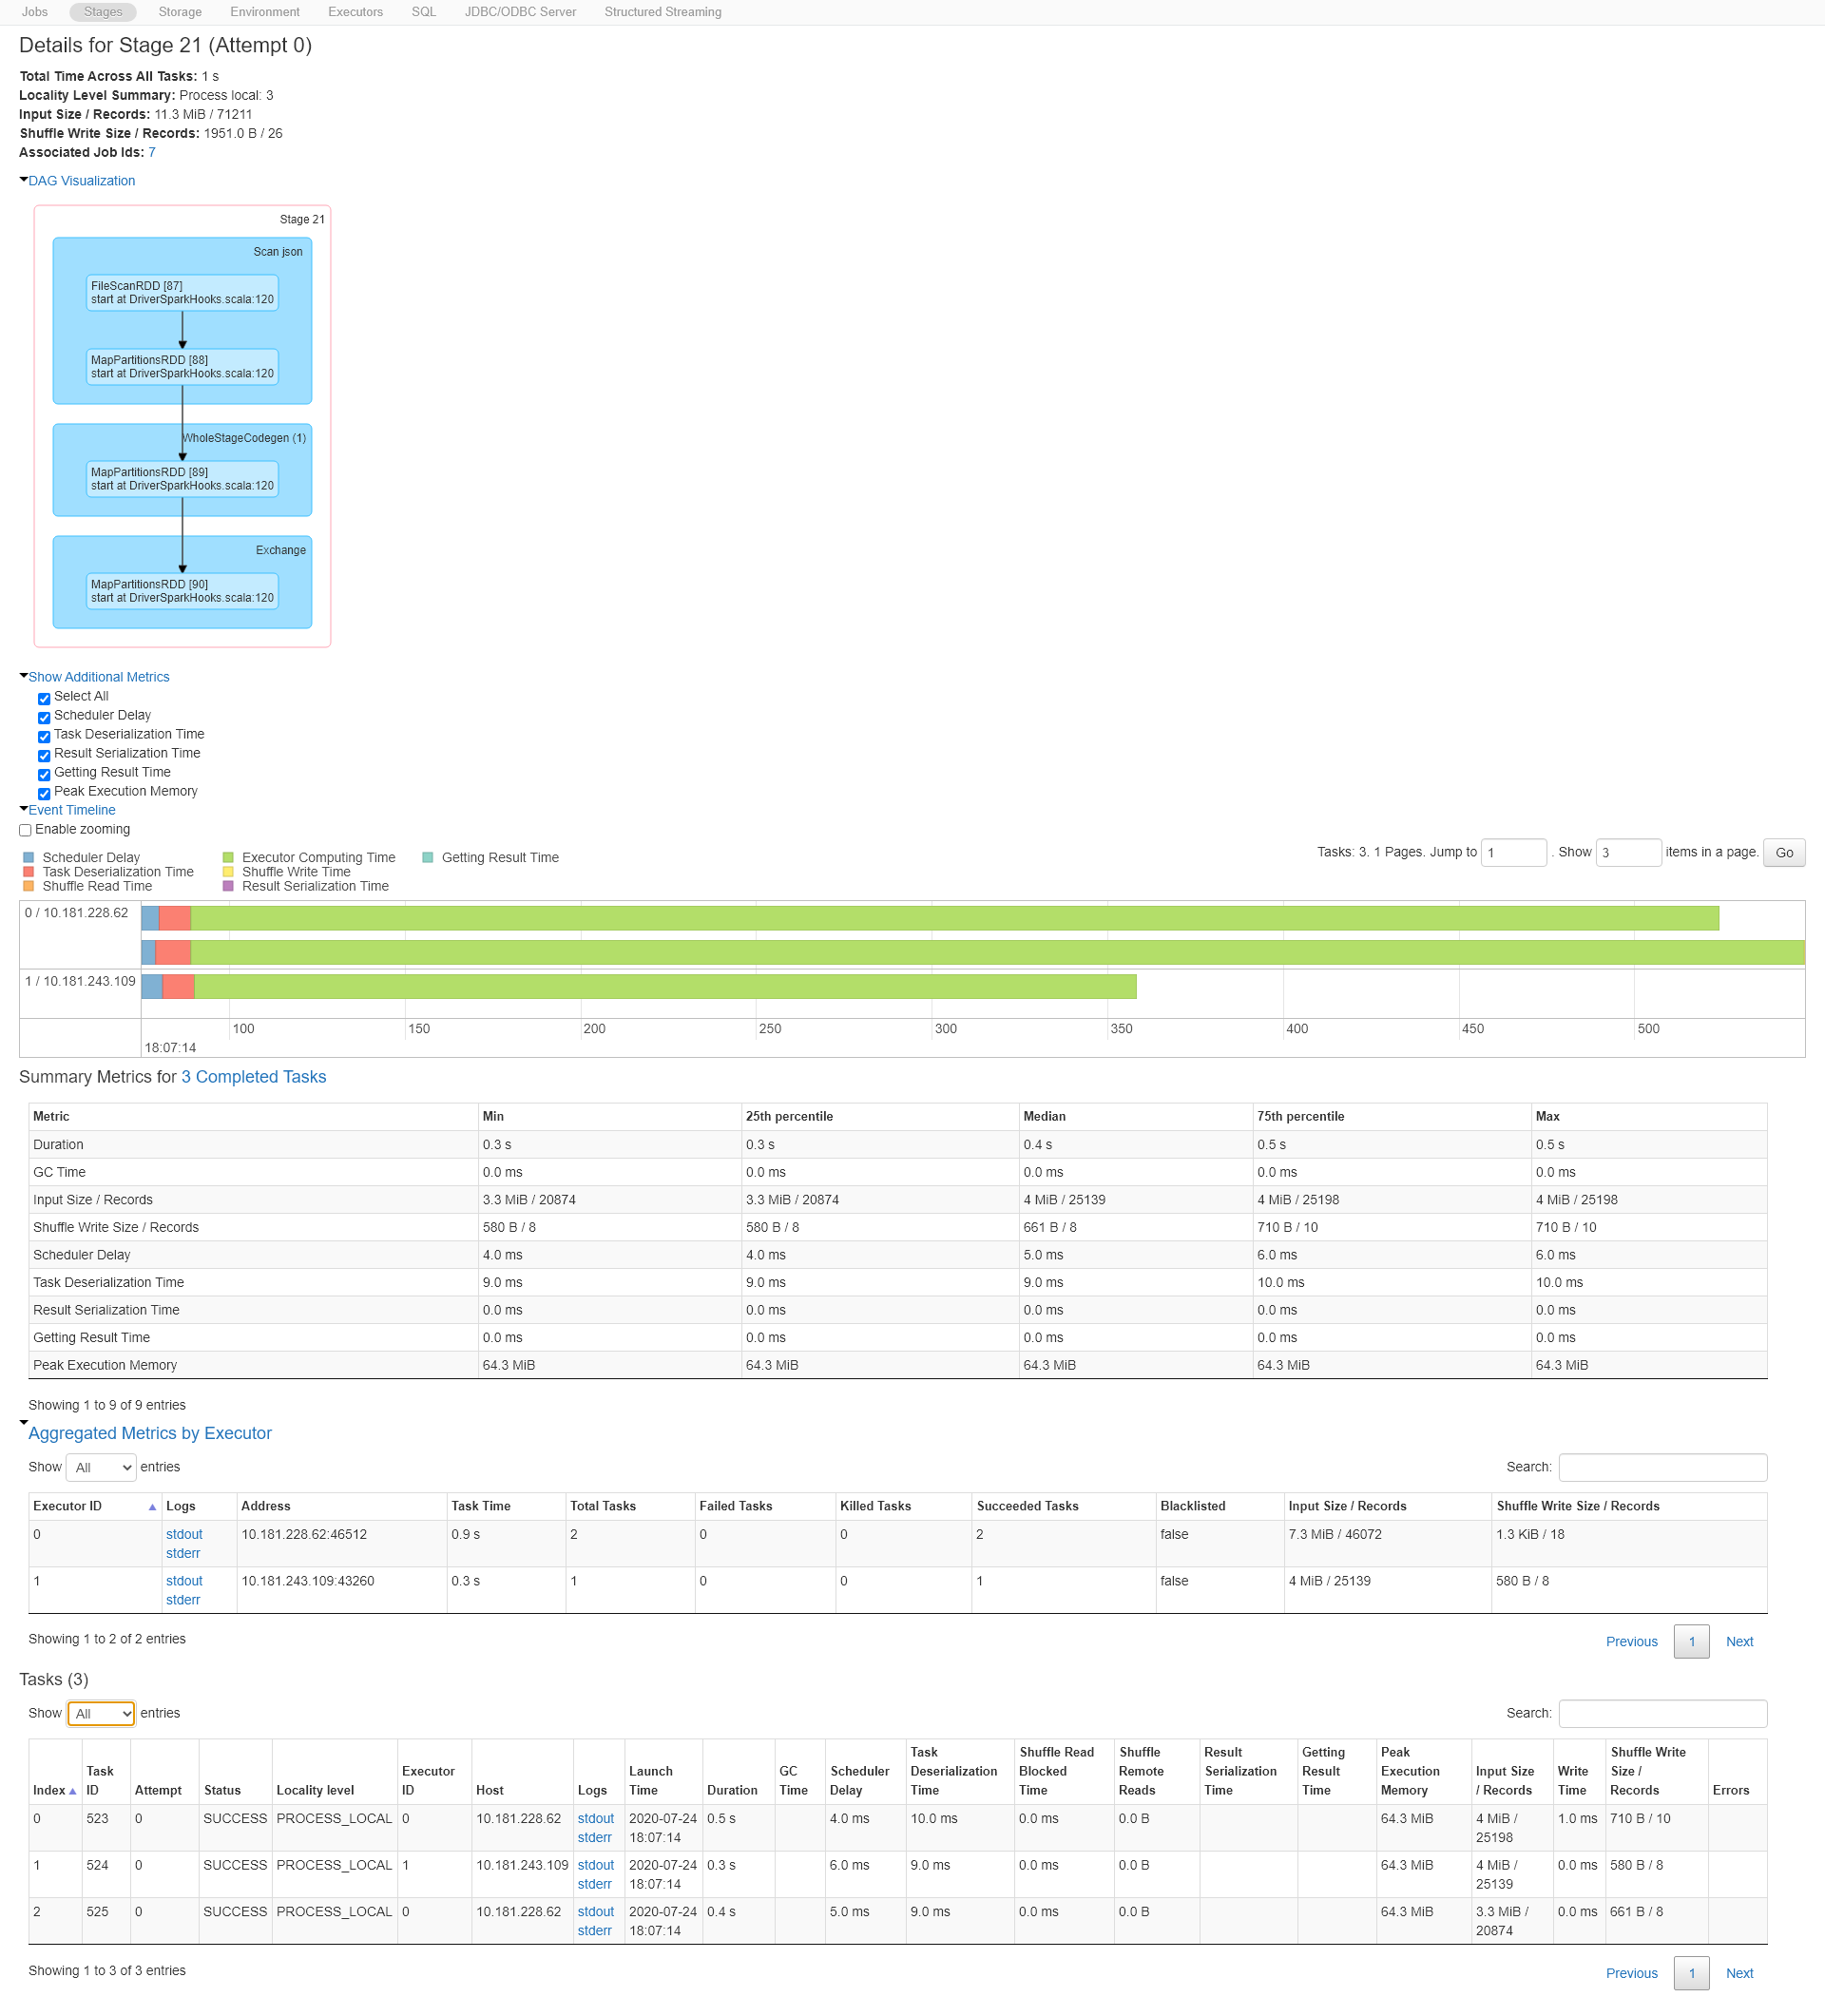 Jobs Stages Storage Environment Executors SQL JDBC/ODBC Server Structured Streaming
Details for Stage 21 (Attempt 0)
Total Time Across All Tasks: 1 s
Locality Level Summary: Process local: 3
Input Size / Records: 11.3 MiB / 71211
Shuffle Write Size / Records: 1951.0 B / 26
Associated Job Ids: 7
DAG Visualization
Stage 21
Scan json
FileScanRDD [87]
start at DriverSparkHooks.scala:120
MapPartitionsRDD [88]
start at DriverSparkHooks.scala:120
WholeStageCodegen (1)
MapPartitionsRDD [89]
start at DriverSparkHooks.scala:120
Exchange
MapPartitionsRDD [90]
start at DriverSparkHooks.scala:120
Show Additional Metrics
Select All
Scheduler Delay
Task Deserialization Time
Result Serialization Time
Getting Result Time
Peak Execution Memory
Event Timeline
Enable zooming
Tasks: 3. 1 Pages. Jump to 1 . Show 3 items in a page. Go
Scheduler Delay Executor Computing Time Getting Result Time
Task Deserialization Time Shuffle Write Time
Shuffle Read Time Result Serialization Time
0 / 10.181.228.62
1 / 10.181.243.109
100 150 200 250 300 350 400 450 500
18:07:14
Summary Metrics for 3 Completed Tasks
Metric Min 25th percentile Median 75th percentile Max
Duration 0.3 s 0.3 s 0.4 s 0.5 s 0.5 s
GC Time 0.0 ms 0.0 ms 0.0 ms 0.0 ms 0.0 ms
Input Size / Records 3.3 MiB / 20874 3.3 MiB / 20874 4 MiB / 25139 4 MiB / 25198 4 MiB / 25198
Shuffle Write Size / Records 580 B / 8 580 B / 8 661 B / 8 710 B / 10 710 B / 10
Scheduler Delay 4.0 ms 4.0 ms 5.0 ms 6.0 ms 6.0 ms
Task Deserialization Time 9.0 ms 9.0 ms 9.0 ms 10.0 ms 10.0 ms
Result Serialization Time 0.0 ms 0.0 ms 0.0 ms 0.0 ms 0.0 ms
Getting Result Time 0.0 ms 0.0 ms 0.0 ms 0.0 ms 0.0 ms
Peak Execution Memory 64.3 MiB 64.3 MiB 64.3 MiB 64.3 MiB 64.3 MiB
Showing 1 to 9 of 9 entries
Aggregated Metrics by Executor
Show All entries Search:
Executor ID Logs Address Task Time Total Tasks Failed Tasks Killed Tasks Succeeded Tasks Blacklisted Input Size / Records Shuffle Write Size / Records
0 stdout 10.181.228.62:46512 0.9 s 2 0 0 2 false 7.3 MiB / 46072 1.3 KiB / 18
stderr
1 stdout 10.181.243.109:43260 0.3 s 1 0 0 1 false 4 MiB / 25139 580 B / 8
stderr
Showing 1 to 2 of 2 entries
Previous 1 Next
Tasks (3)
Show All entries Search:
Task Shuffle Read Shuffle Result Getting Peak Shuffle Write
Task Executor Launch GC Scheduler Deserialization Blocked Remote Serialization Result Execution Input Size Write Size /
Index ID Attempt Status Locality level ID Host Logs Time Duration Time Delay Time Time Reads Time Time Memory / Records Time Records Errors
0 523 0 SUCCESS PROCESS_LOCAL 0 10.181.228.62 stdout 2020-07-24 0.5 s 4.0 ms 10.0 ms 0.0 ms 0.0 B 64.3 MiB 4 MiB / 1.0 ms 710 B / 10
stderr 18:07:14 25198
1 524 0 SUCCESS PROCESS_LOCAL 1 10.181.243.109 stdout 2020-07-24 0.3 s 6.0 ms 9.0 ms 0.0 ms 0.0 B 64.3 MiB 4 MiB / 0.0 ms 580 B / 8
stderr 18:07:14 25139
2 525 0 SUCCESS PROCESS_LOCAL 0 10.181.228.62 stdout 2020-07-24 0.4 s 5.0 ms 9.0 ms 0.0 ms 0.0 B 64.3 MiB 3.3 MiB / 0.0 ms 661 B / 8
stderr 18:07:14 20874
Showing 1 to 3 of 3 entries
Previous 1 Next